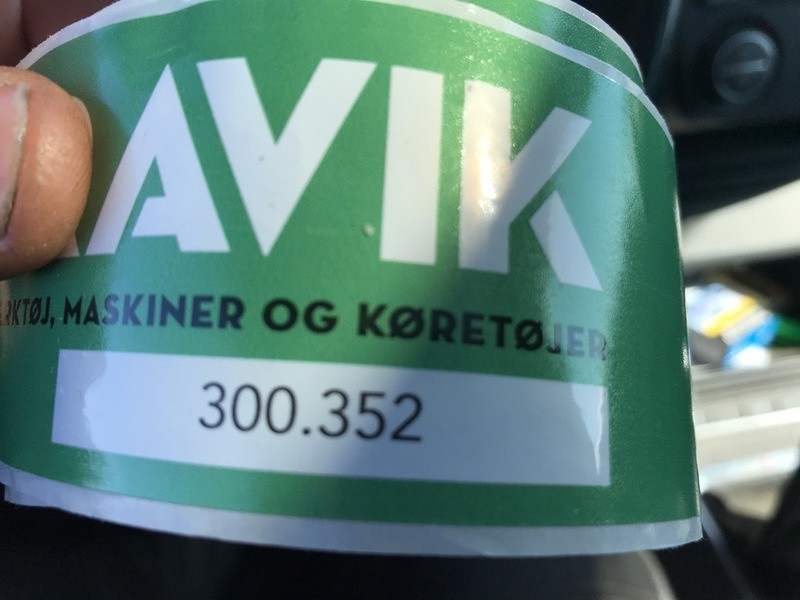 AVIK
MASKINER OG KØRETØJER
300.352